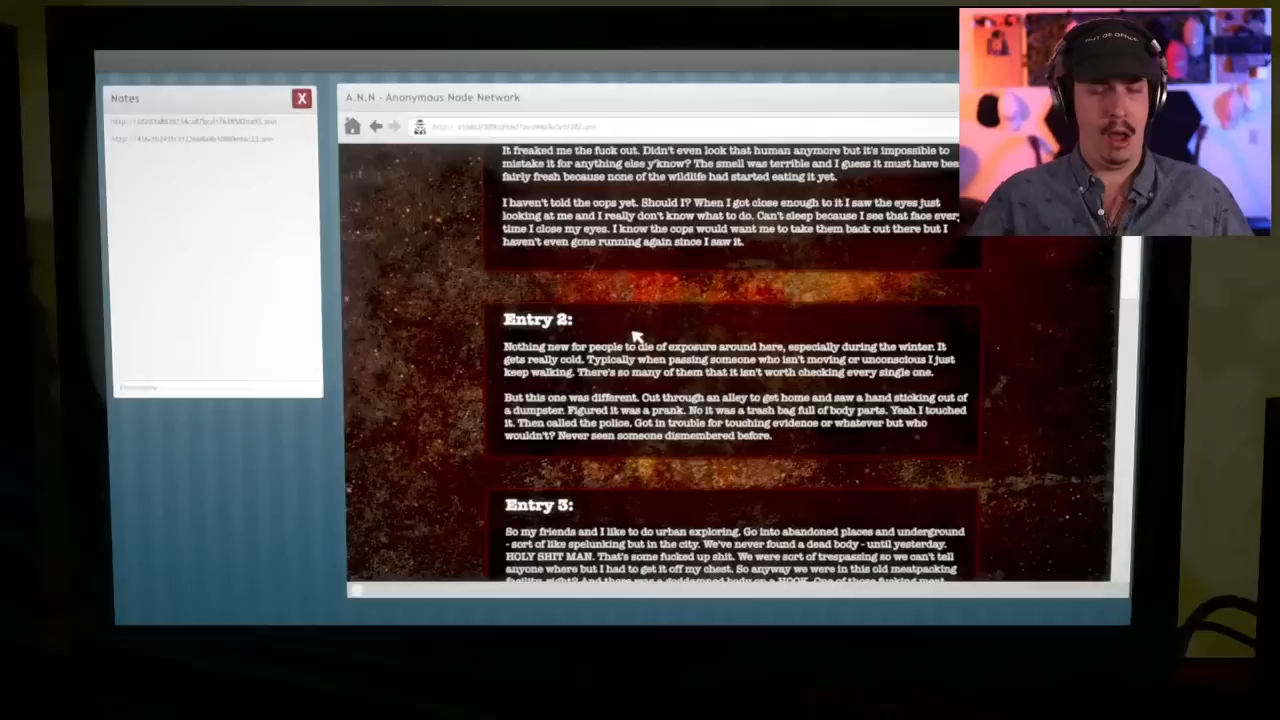 OUT OF OFFICE
Notes
X
A.N.N - Anonymous Node Network
It freaked me the fuck out. Didn't even look that human anymore but it's impossible to
mistake it for anything else y'know? The smell was terrible and I guess it must have
fairly fresh because none of the wildlife had started eating it yet.
I haven't told the cops yet. Should I? When I got close enough to it I saw the eyes just
looking at me and I really don't know what to do. Can't sleep because I see that face
time I close my eyes. I know the cops would want me to take them back out there but I
haven't even gone running again since I saw it.
Entry 2:
Nothing new for people to die of exposure around here, especially during the winter. It
gets really cold. Typically when passing someone who isn't moving or unconscious I just
keep walking. There's so many of them that it isn't worth checking every single one.
But this one was different. Cut through an alley to get home and saw a hand sticking out of
a dumpster. Figured it was a prank. No it was a trash bag full of body parts. Yeah I touched
it. Then called the police. Got in trouble for touching evidence or whatever but who
wouldn't? Never seen someone dismembered before.
Entry 3:
So my friends and I like to do urban exploring. Go into abandoned places and underground
- sort of like spelunking but in the city. We've never found a dead body - until yesterday.
HOLY SHIT MAN. That's some fucked up shit. We were sort of trespassing so we can't tell
anyone where but I had to get it off my chest. So anyway we were in this old meatpacking
facility, right? And there was a goddamned body on a HOOK. One of those fucking meat